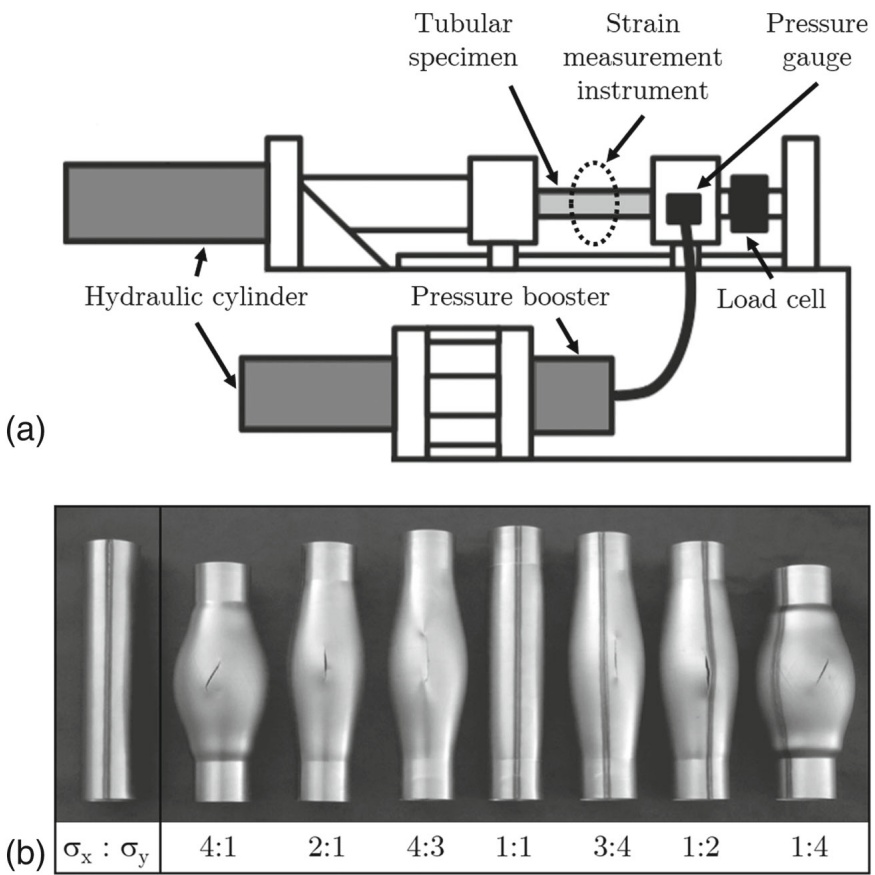 Tubular
specimen
Strain
measurement
instrument
Pressure
gauge
Hydraulic cylinder
Pressure booster
Load cell
(a)
(b)
σx : σy 4:1 2:1 4:3 1:1 3:4 1:2 1:4